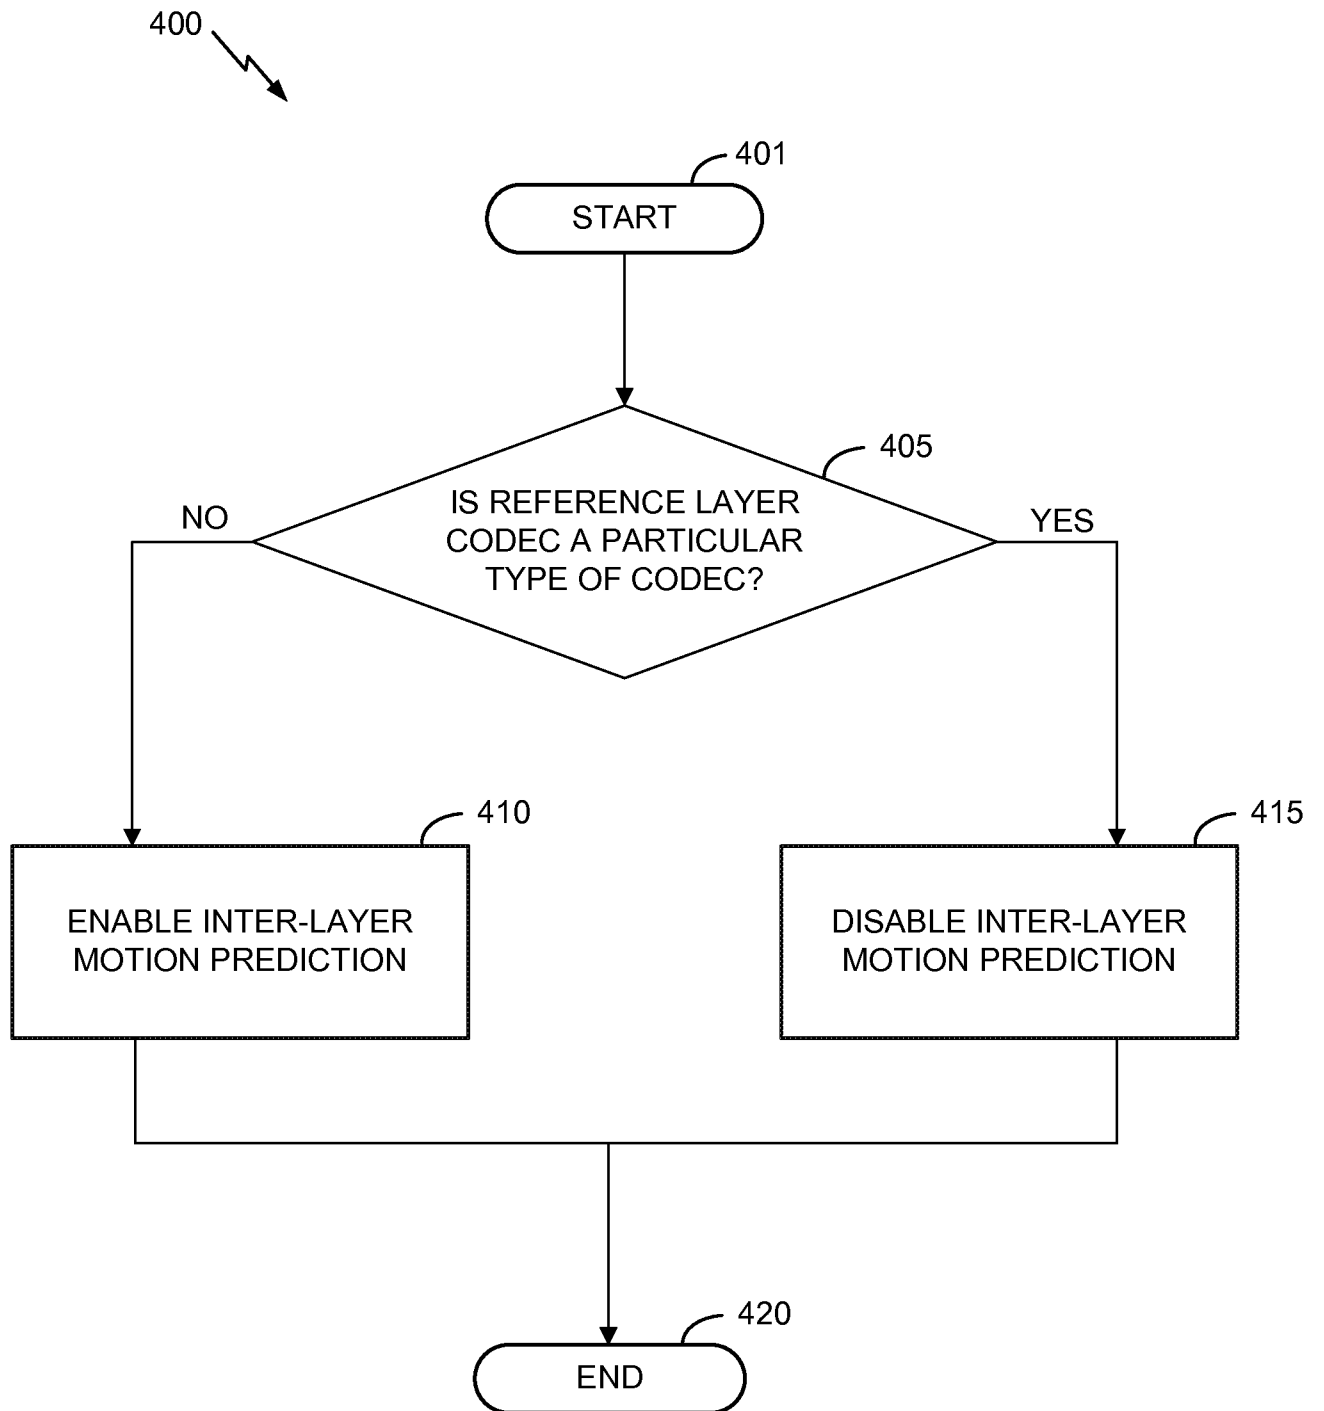 400
401
START
405
IS REFERENCE LAYER
CODEC A PARTICULAR
TYPE OF CODEC?
NO
YES
410
415
ENABLE INTER-LAYER
MOTION PREDICTION
DISABLE INTER-LAYER
MOTION PREDICTION
420
END